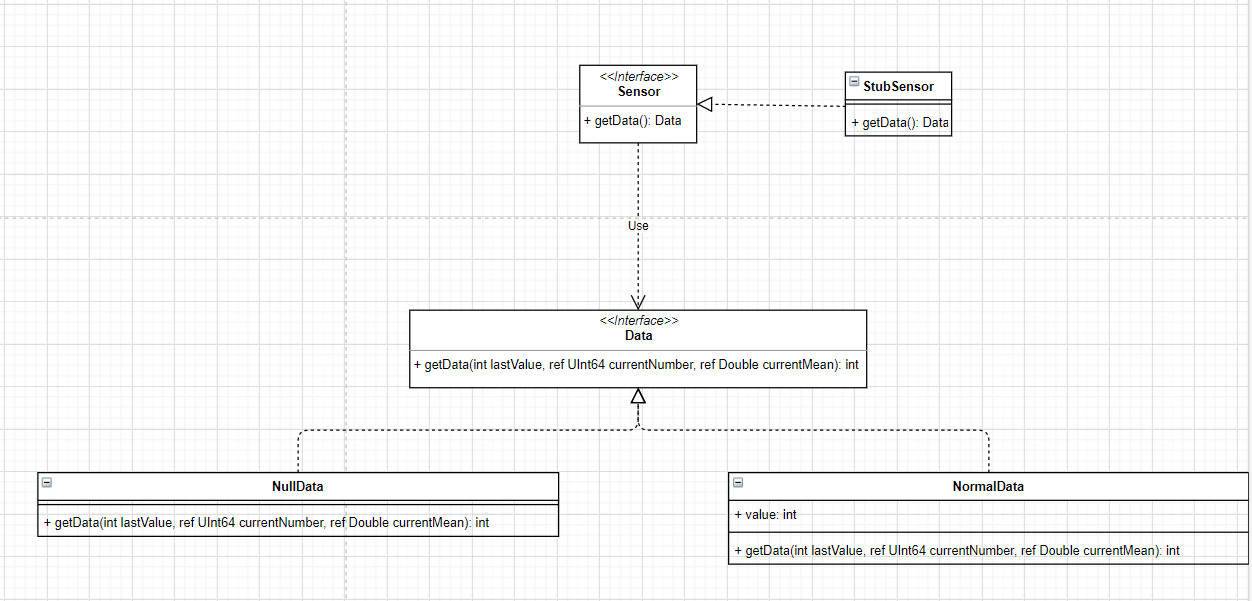 <<Interface>>
Sensor
+ getData(): Data
StubSensor
+ getData(): Data
Use
<<Interface>>
Data
+ getData(int lastValue, ref UInt64 currentNumber, ref Double currentMean): int
NullData
+ getData(int lastValue, ref UInt64 currentNumber, ref Double currentMean): int
NormalData
+ value: int
+ getData(int lastValue, ref UInt64 currentNumber, ref Double currentMean): int